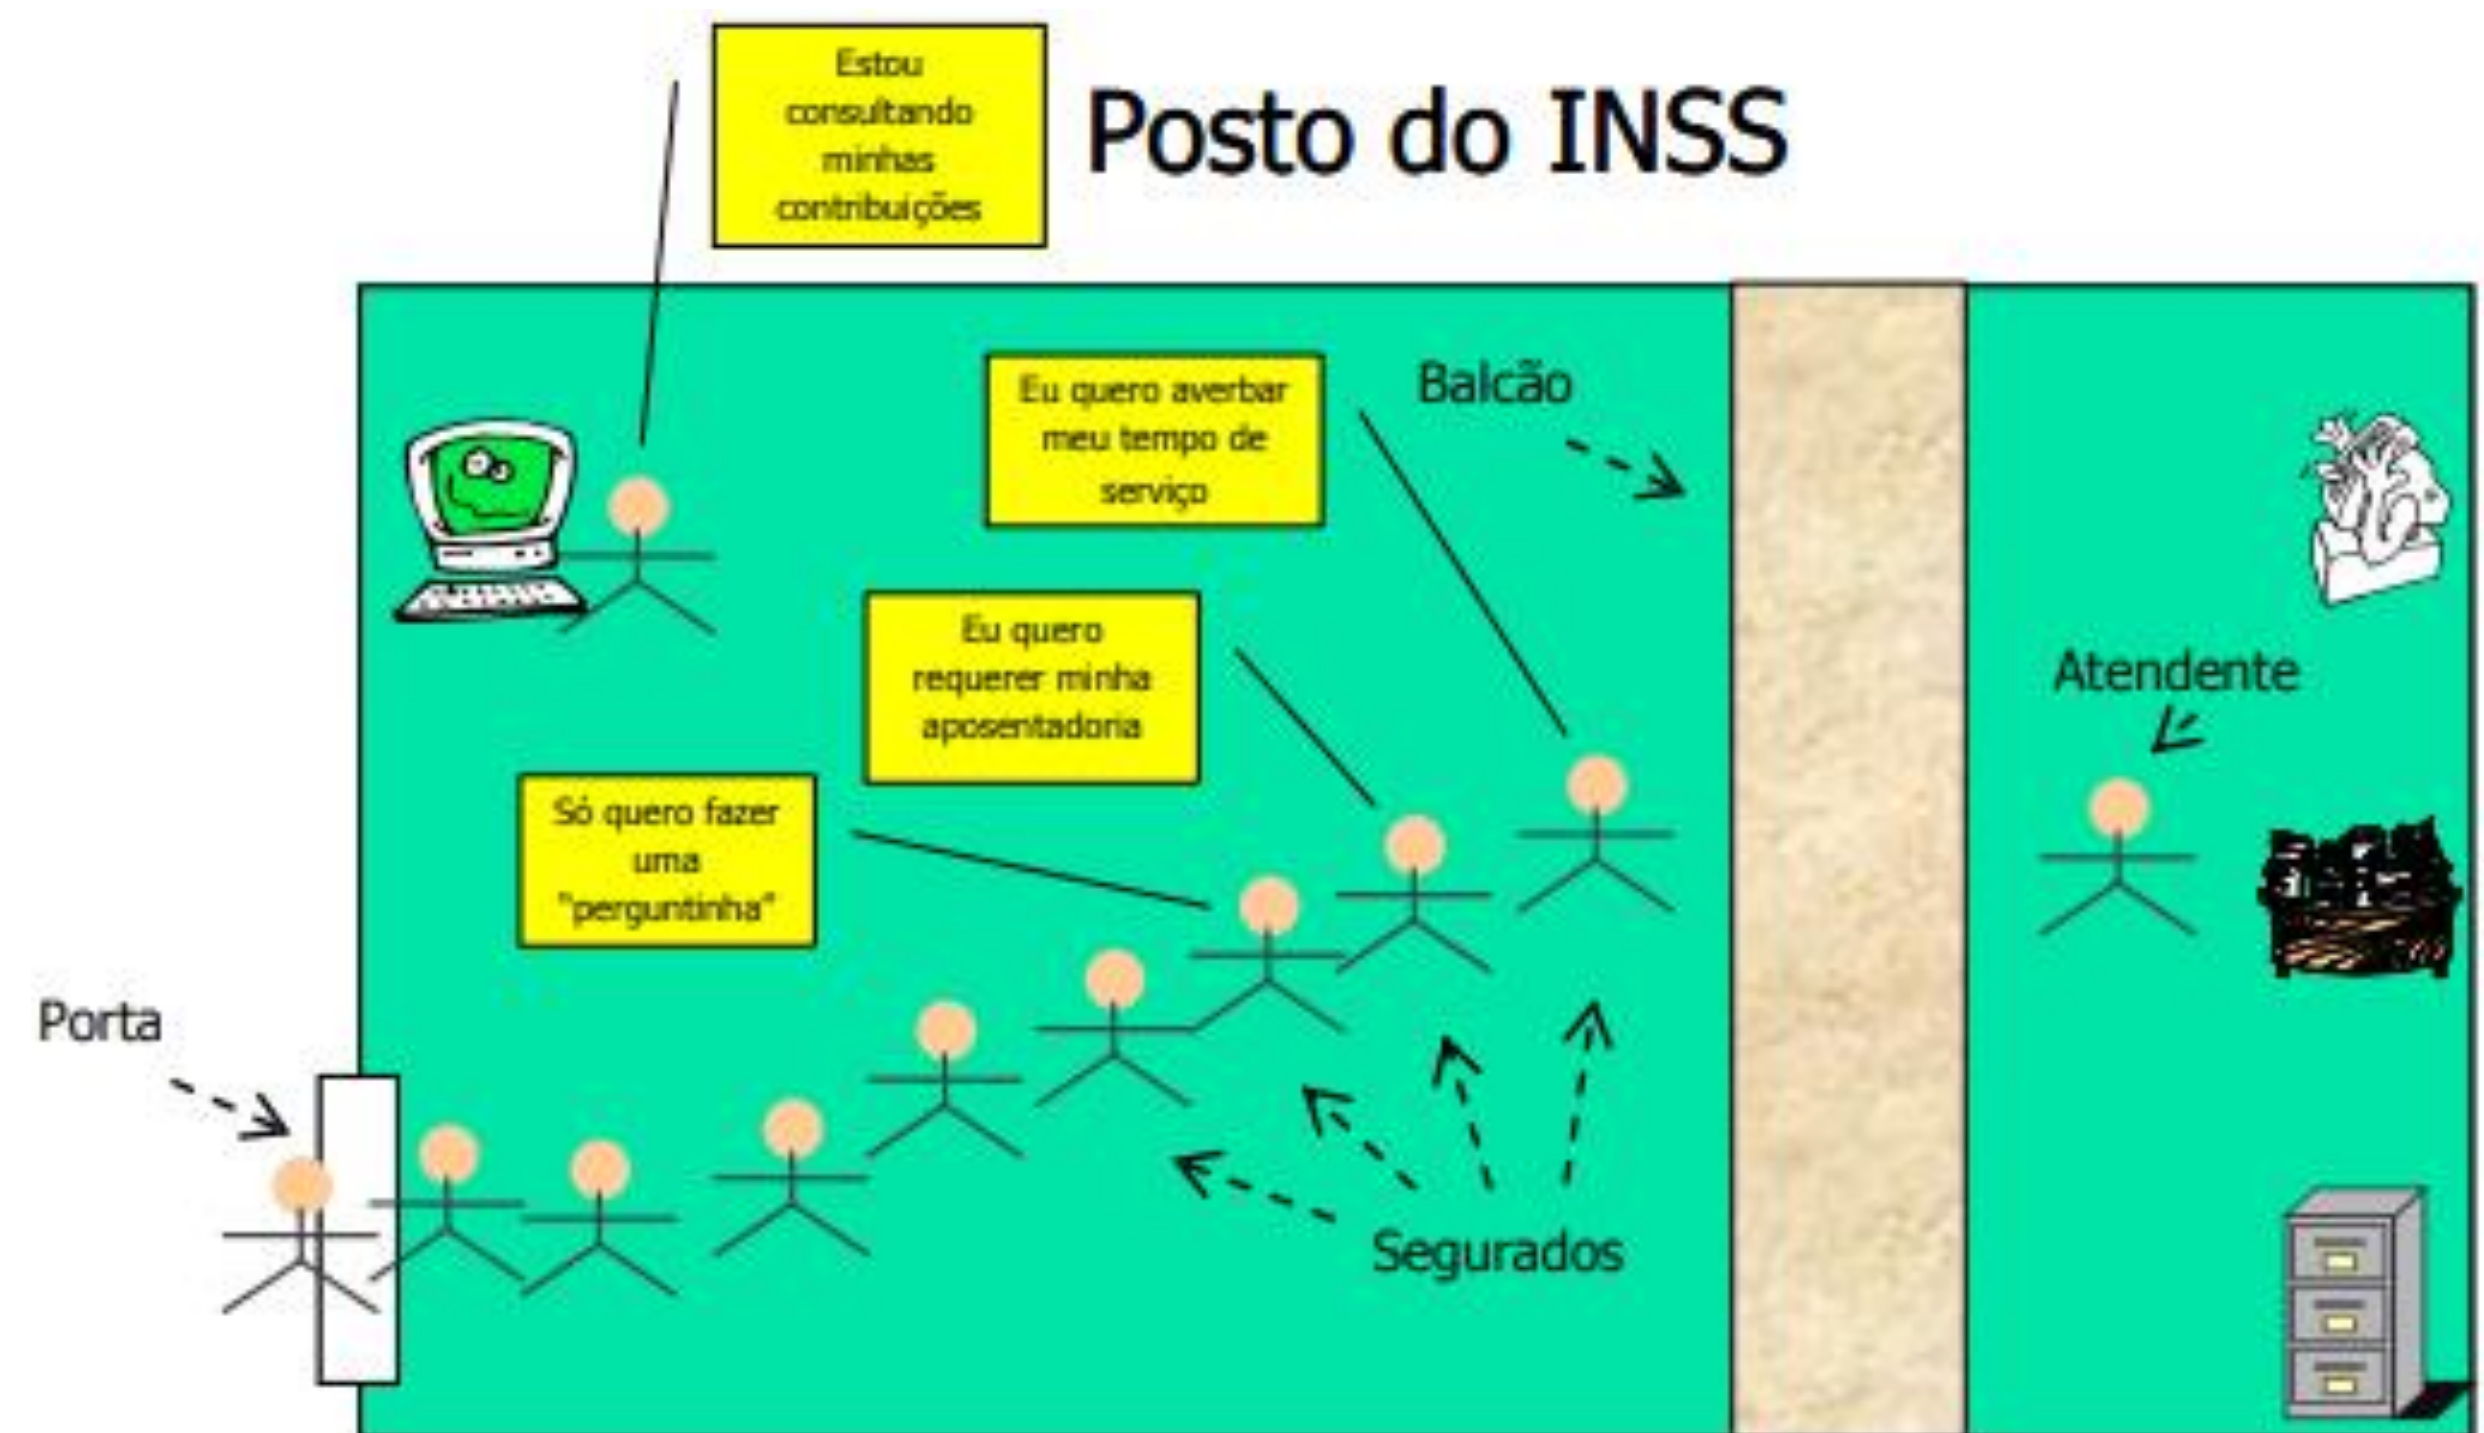 Estou
consultando
minhas
contribuições
Posto do INSS
Eu quero averbar
meu tempo de
serviço
Balcão
Eu quero
requerer minha
aposentadoria
Atendente
Só quero fazer
uma
"perguntinha"
Porta
Segurados